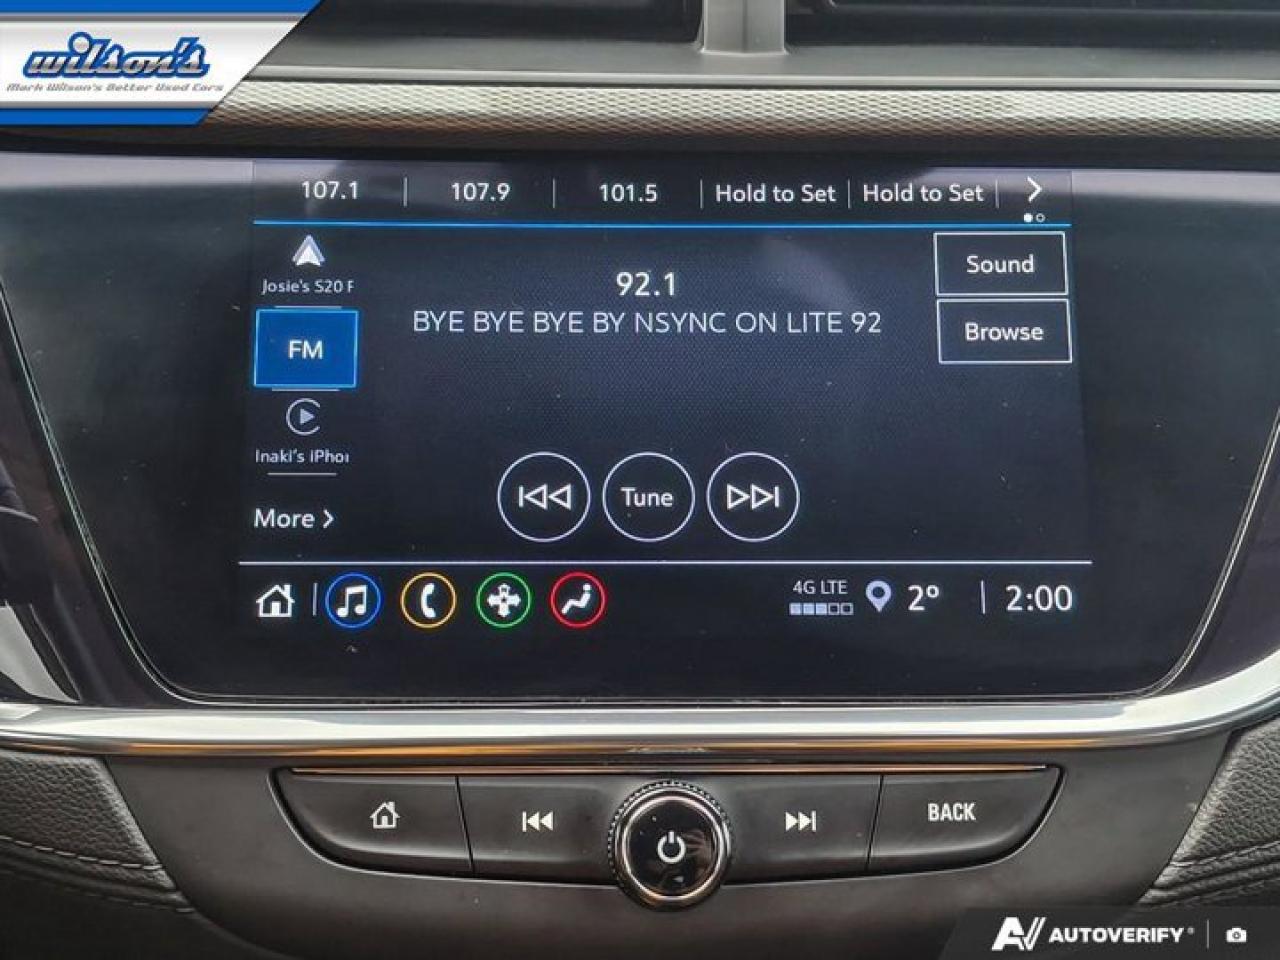 wilson's
Mark Wilson's Better Used Cars
107.1 107.9 101.5 Hold to Set Hold to Set
Josie's S20 F
92.1
Sound
BYE BYE BYE BY NSYNC ON LITE 92
FM
Browse
Inaki's iPho
More
Tune
4G LTE
2° 2:00
BACK
AUTOVERIFY